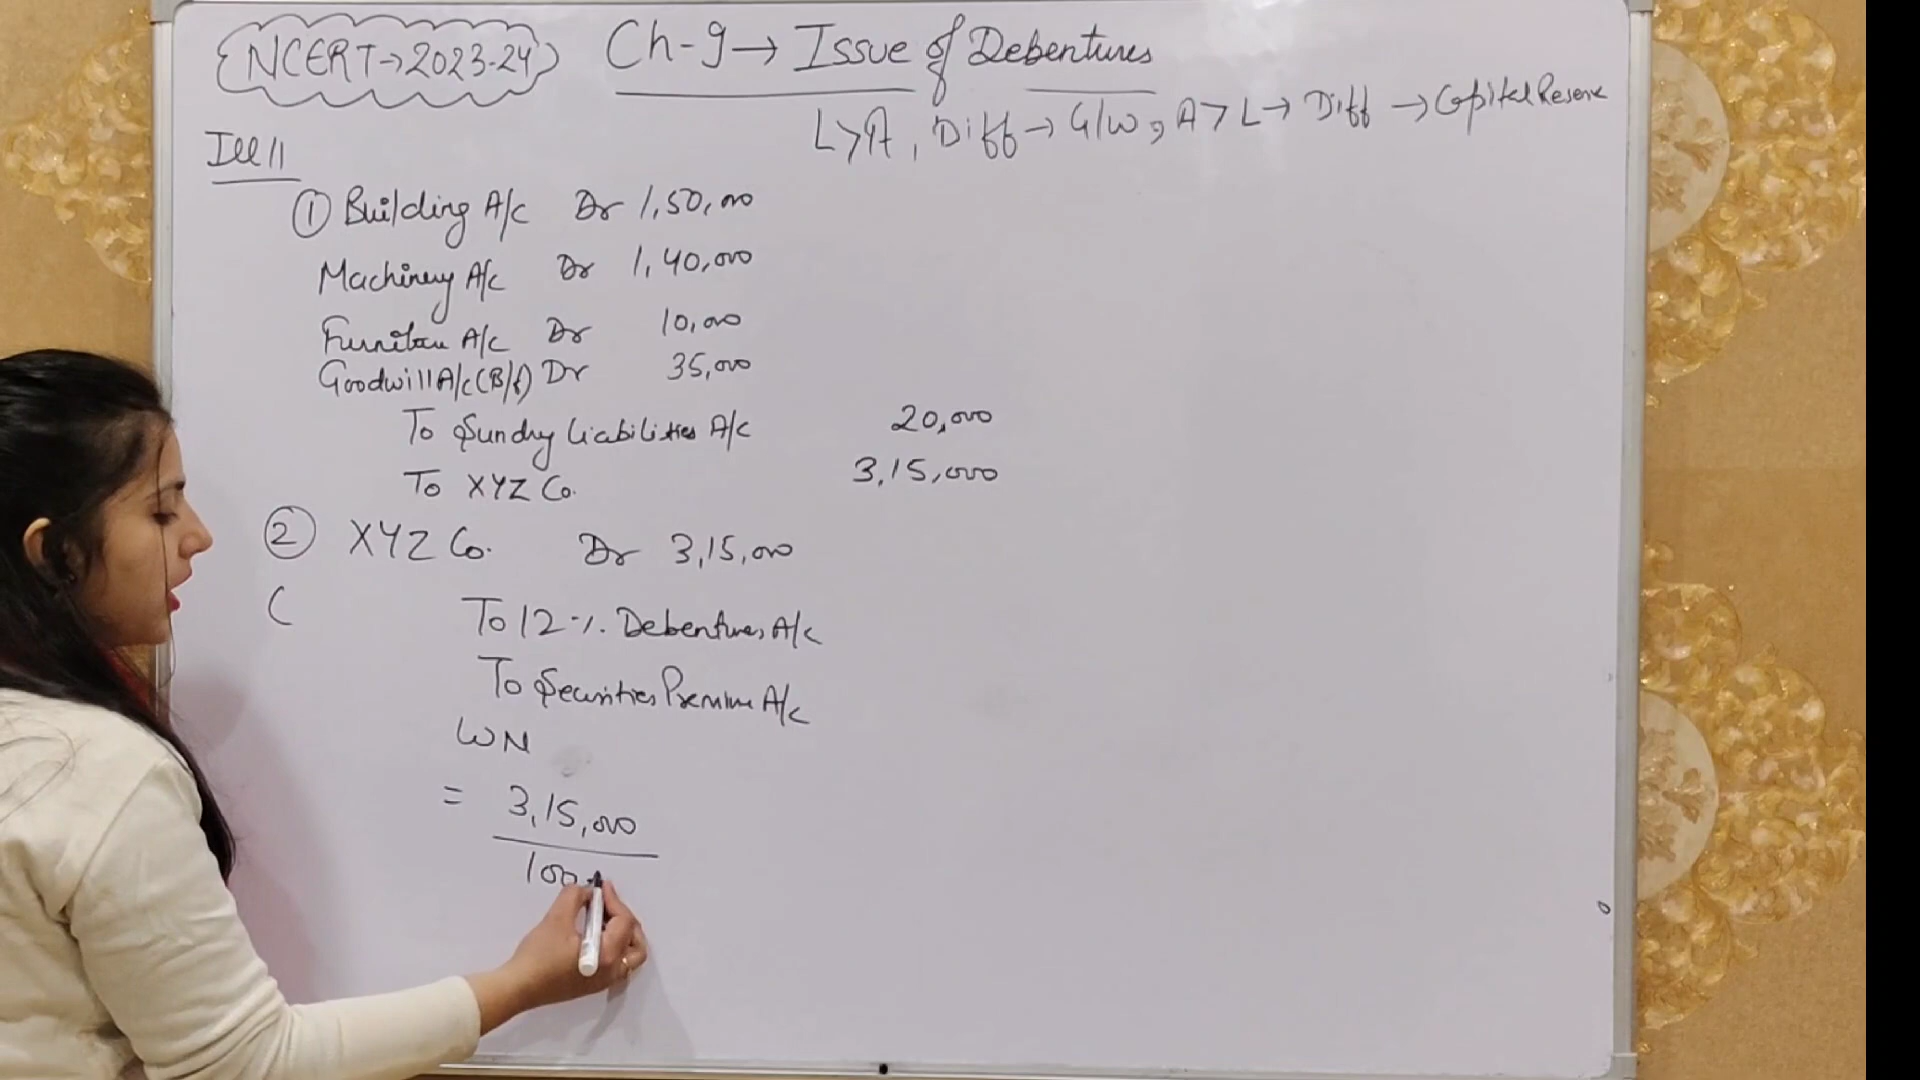 NCERT→2023-24 Ch-9→ Issue of Debentures
L>A, Diff→G/W, A>L→ Diff →Capital Reserve
Ill 11
① Building A/c Dr 1,50,000
Machinery A/c Dr 1,40,000
Furniture A/c Dr 10,000
Goodwill A/c (B/f) Dr 35,000
To Sundry Liabilities A/c 20,000
To XYZ Co. 3,15,000
② XYZ Co. Dr 3,15,000
(
To 12 %. Debentures A/c
To Securities Premium A/c
WN
= 3,15,000
100